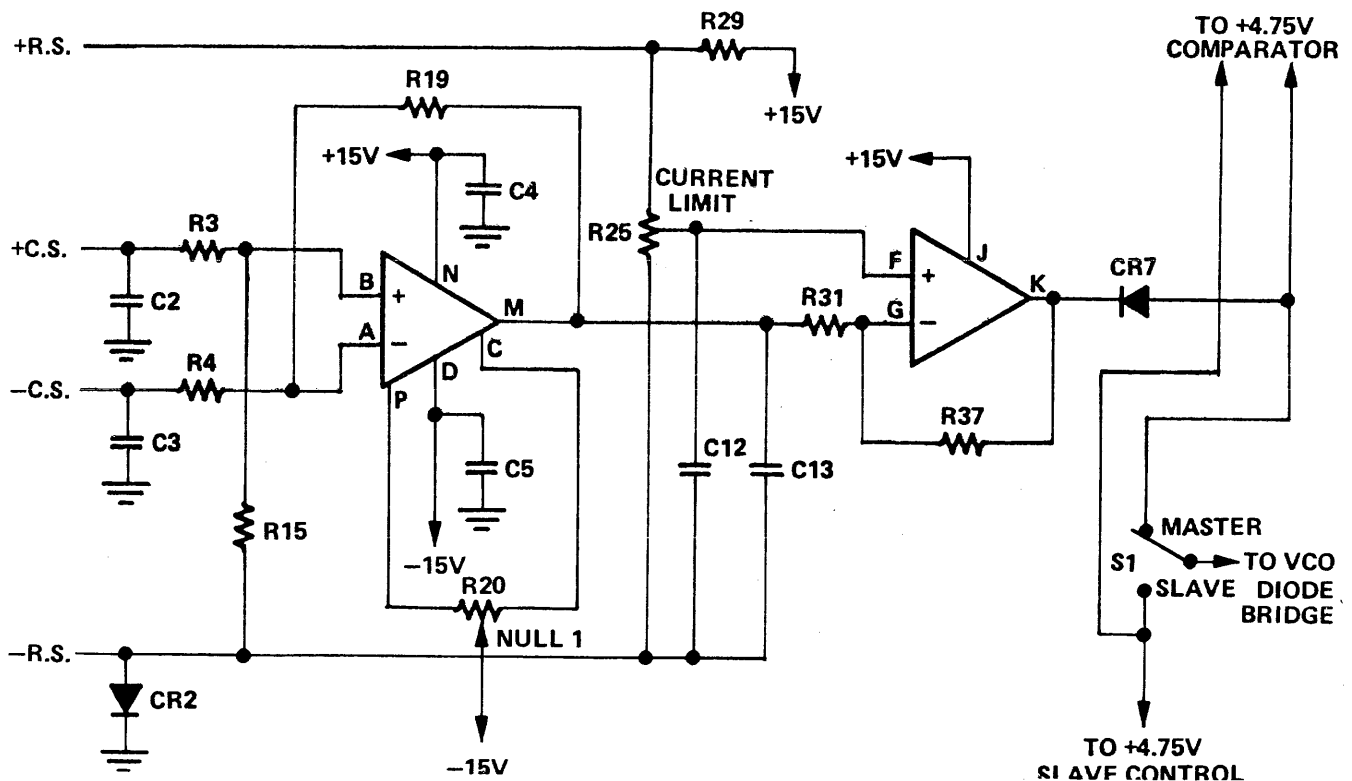 +R.S.
R29
+15V
TO +4.75V
COMPARATOR
R19
+15V
C4
CURRENT
LIMIT
R25
+15V
J
+C.S.
R3
C2
B
+
N
A
−
M
C
D
P
F
+
G
−
K
R31
CR7
−C.S.
R4
C3
C5
−15V
R15
R20
NULL 1
−15V
C12
C13
R37
MASTER
S1
TO VCO
SLAVE DIODE
BRIDGE
−R.S.
CR2
TO +4.75V
SLAVE CONTROL